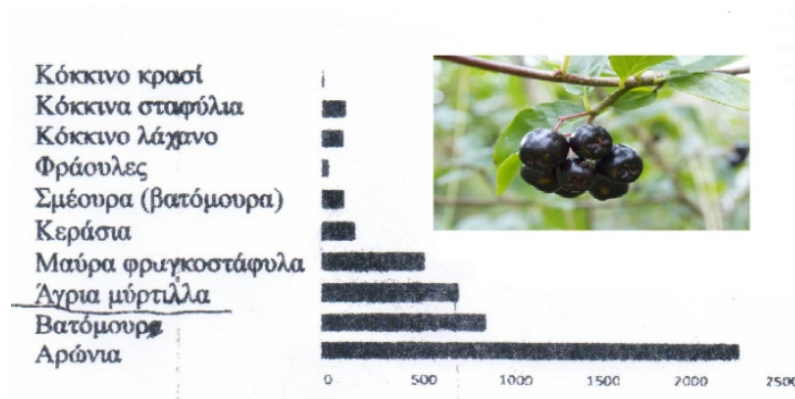 Κόκκινο κρασί
Κόκκινα σταφύλια
Κόκκινο λάχανο
Φράουλες
Σμέουρα (βατόμουρα)
Κεράσια
Μαύρα φραγκοστάφυλα
Άγρια μύρτιλλα
Βατόμουρα
Αρώνια
0 500 1000 1500 2000 2500